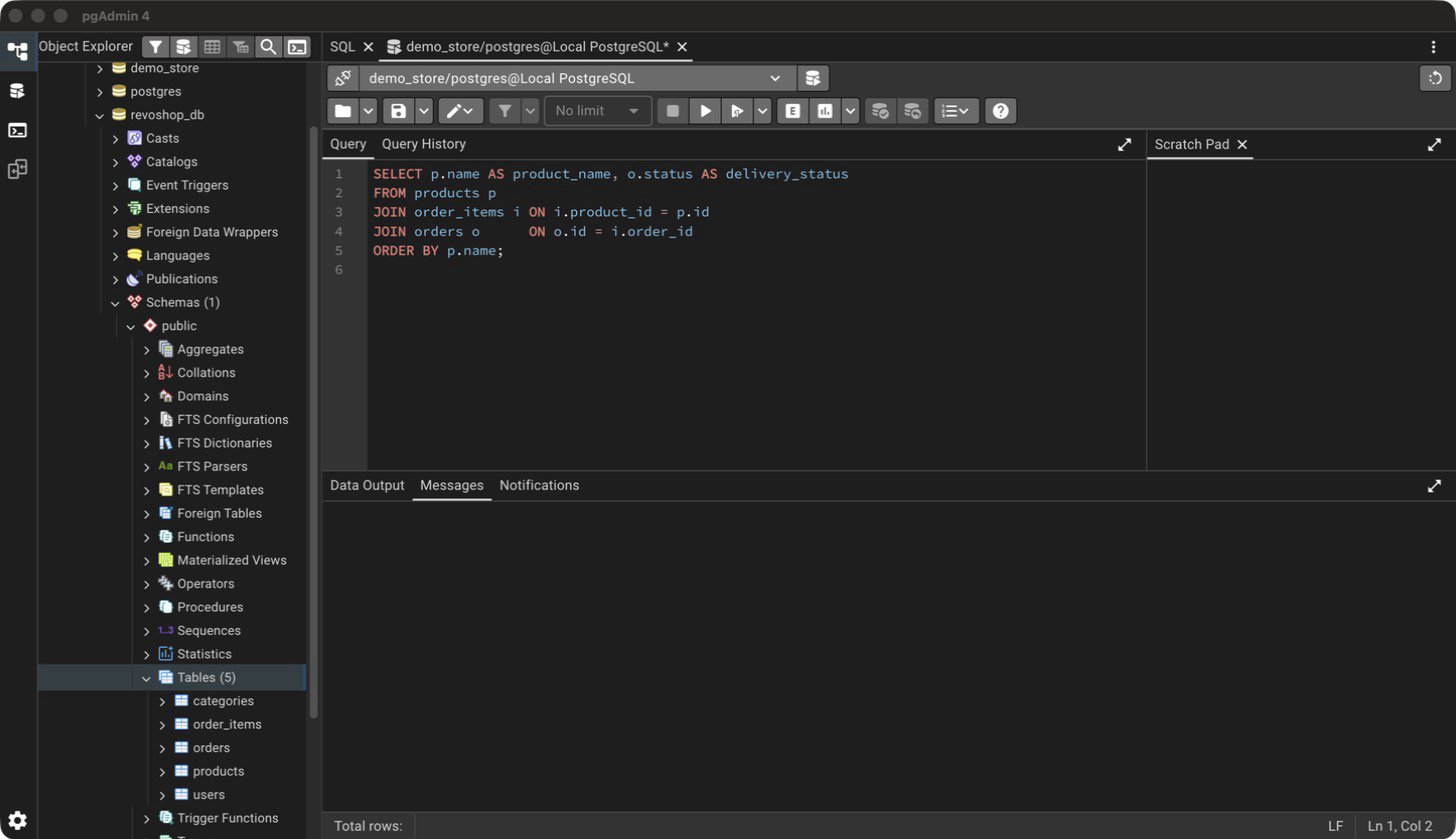 pgAdmin 4
Object Explorer
SQL
demo_store/postgres@Local PostgreSQL*
demo_store/postgres@Local PostgreSQL
No limit
E
Query
Query History
Scratch Pad
1 SELECT p.name AS product_name, o.status AS delivery_status
2 FROM products p
3 JOIN order_items i ON i.product_id = p.id
4 JOIN orders o      ON o.id = i.order_id
5 ORDER BY p.name;
6
Data Output
Messages
Notifications
Total rows:
LF
Ln 1, Col 2
demo_store
postgres
revoshop_db
Casts
Catalogs
Event Triggers
Extensions
Foreign Data Wrappers
Languages
Publications
Schemas (1)
public
Aggregates
Collations
Domains
FTS Configurations
FTS Dictionaries
Aa FTS Parsers
FTS Templates
Foreign Tables
Functions
Materialized Views
Operators
Procedures
1..3 Sequences
Statistics
Tables (5)
categories
order_items
orders
products
users
Trigger Functions